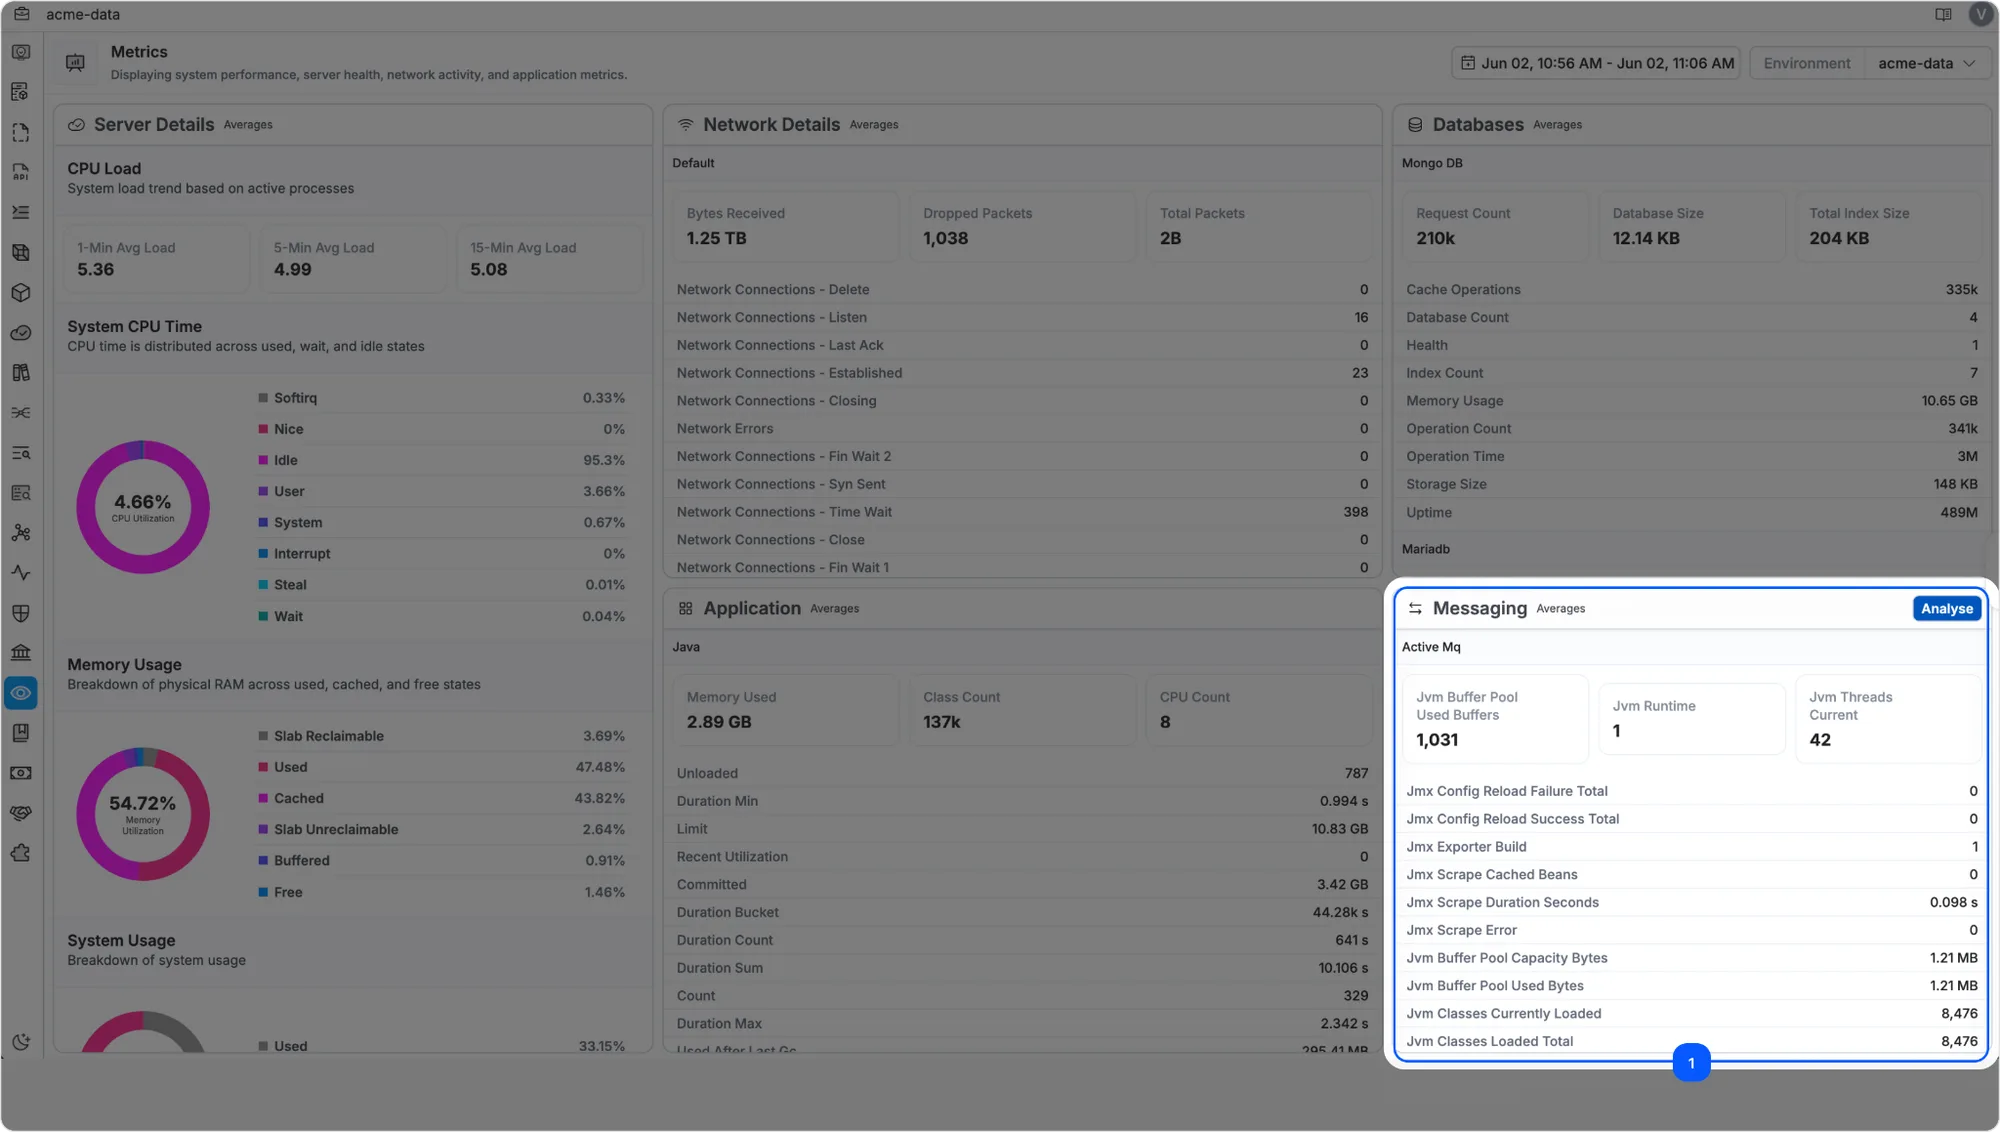 acme-data
V
Metrics
Displaying system performance, server health, network activity, and application metrics.
Jun 02, 10:56 AM - Jun 02, 11:06 AM
Environment
acme-data
API
Server Details Averages
CPU Load
System load trend based on active processes
1-Min Avg Load
5.36
5-Min Avg Load
4.99
15-Min Avg Load
5.08
System CPU Time
CPU time is distributed across used, wait, and idle states
4.66%
CPU Utilization
Softirq 0.33%
Nice 0%
Idle 95.3%
User 3.66%
System 0.67%
Interrupt 0%
Steal 0.01%
Wait 0.04%
Memory Usage
Breakdown of physical RAM across used, cached, and free states
54.72%
Memory
Utilization
Slab Reclaimable 3.69%
Used 47.48%
Cached 43.82%
Slab Unreclaimable 2.64%
Buffered 0.91%
Free 1.46%
System Usage
Breakdown of system usage
Used 33.15%
Network Details Averages
Default
Bytes Received
1.25 TB
Dropped Packets
1,038
Total Packets
2B
Network Connections - Delete 0
Network Connections - Listen 16
Network Connections - Last Ack 0
Network Connections - Established 23
Network Connections - Closing 0
Network Errors 0
Network Connections - Fin Wait 2 0
Network Connections - Syn Sent 0
Network Connections - Time Wait 398
Network Connections - Close 0
Network Connections - Fin Wait 1 0
Application Averages
Java
Memory Used
2.89 GB
Class Count
137k
CPU Count
8
Unloaded 787
Duration Min 0.994 s
Limit 10.83 GB
Recent Utilization 0
Committed 3.42 GB
Duration Bucket 44.28k s
Duration Count 641 s
Duration Sum 10.106 s
Count 329
Duration Max 2.342 s
Used After Last Gc 295.41 MB
Databases Averages
Mongo DB
Request Count
210k
Database Size
12.14 KB
Total Index Size
204 KB
Cache Operations 335k
Database Count 4
Health 1
Index Count 7
Memory Usage 10.65 GB
Operation Count 341k
Operation Time 3M
Storage Size 148 KB
Uptime 489M
Mariadb
Messaging Averages
Analyse
Active Mq
Jvm Buffer Pool
Used Buffers
1,031
Jvm Runtime
1
Jvm Threads
Current
42
Jmx Config Reload Failure Total 0
Jmx Config Reload Success Total 0
Jmx Exporter Build 1
Jmx Scrape Cached Beans 0
Jmx Scrape Duration Seconds 0.098 s
Jmx Scrape Error 0
Jvm Buffer Pool Capacity Bytes 1.21 MB
Jvm Buffer Pool Used Bytes 1.21 MB
Jvm Classes Currently Loaded 8,476
Jvm Classes Loaded Total 8,476
1